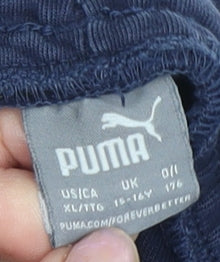 PUMA
US/CA UK D/I
XL/TTG 15-16Y 176
PUMA.COM/FOREVERBETTER